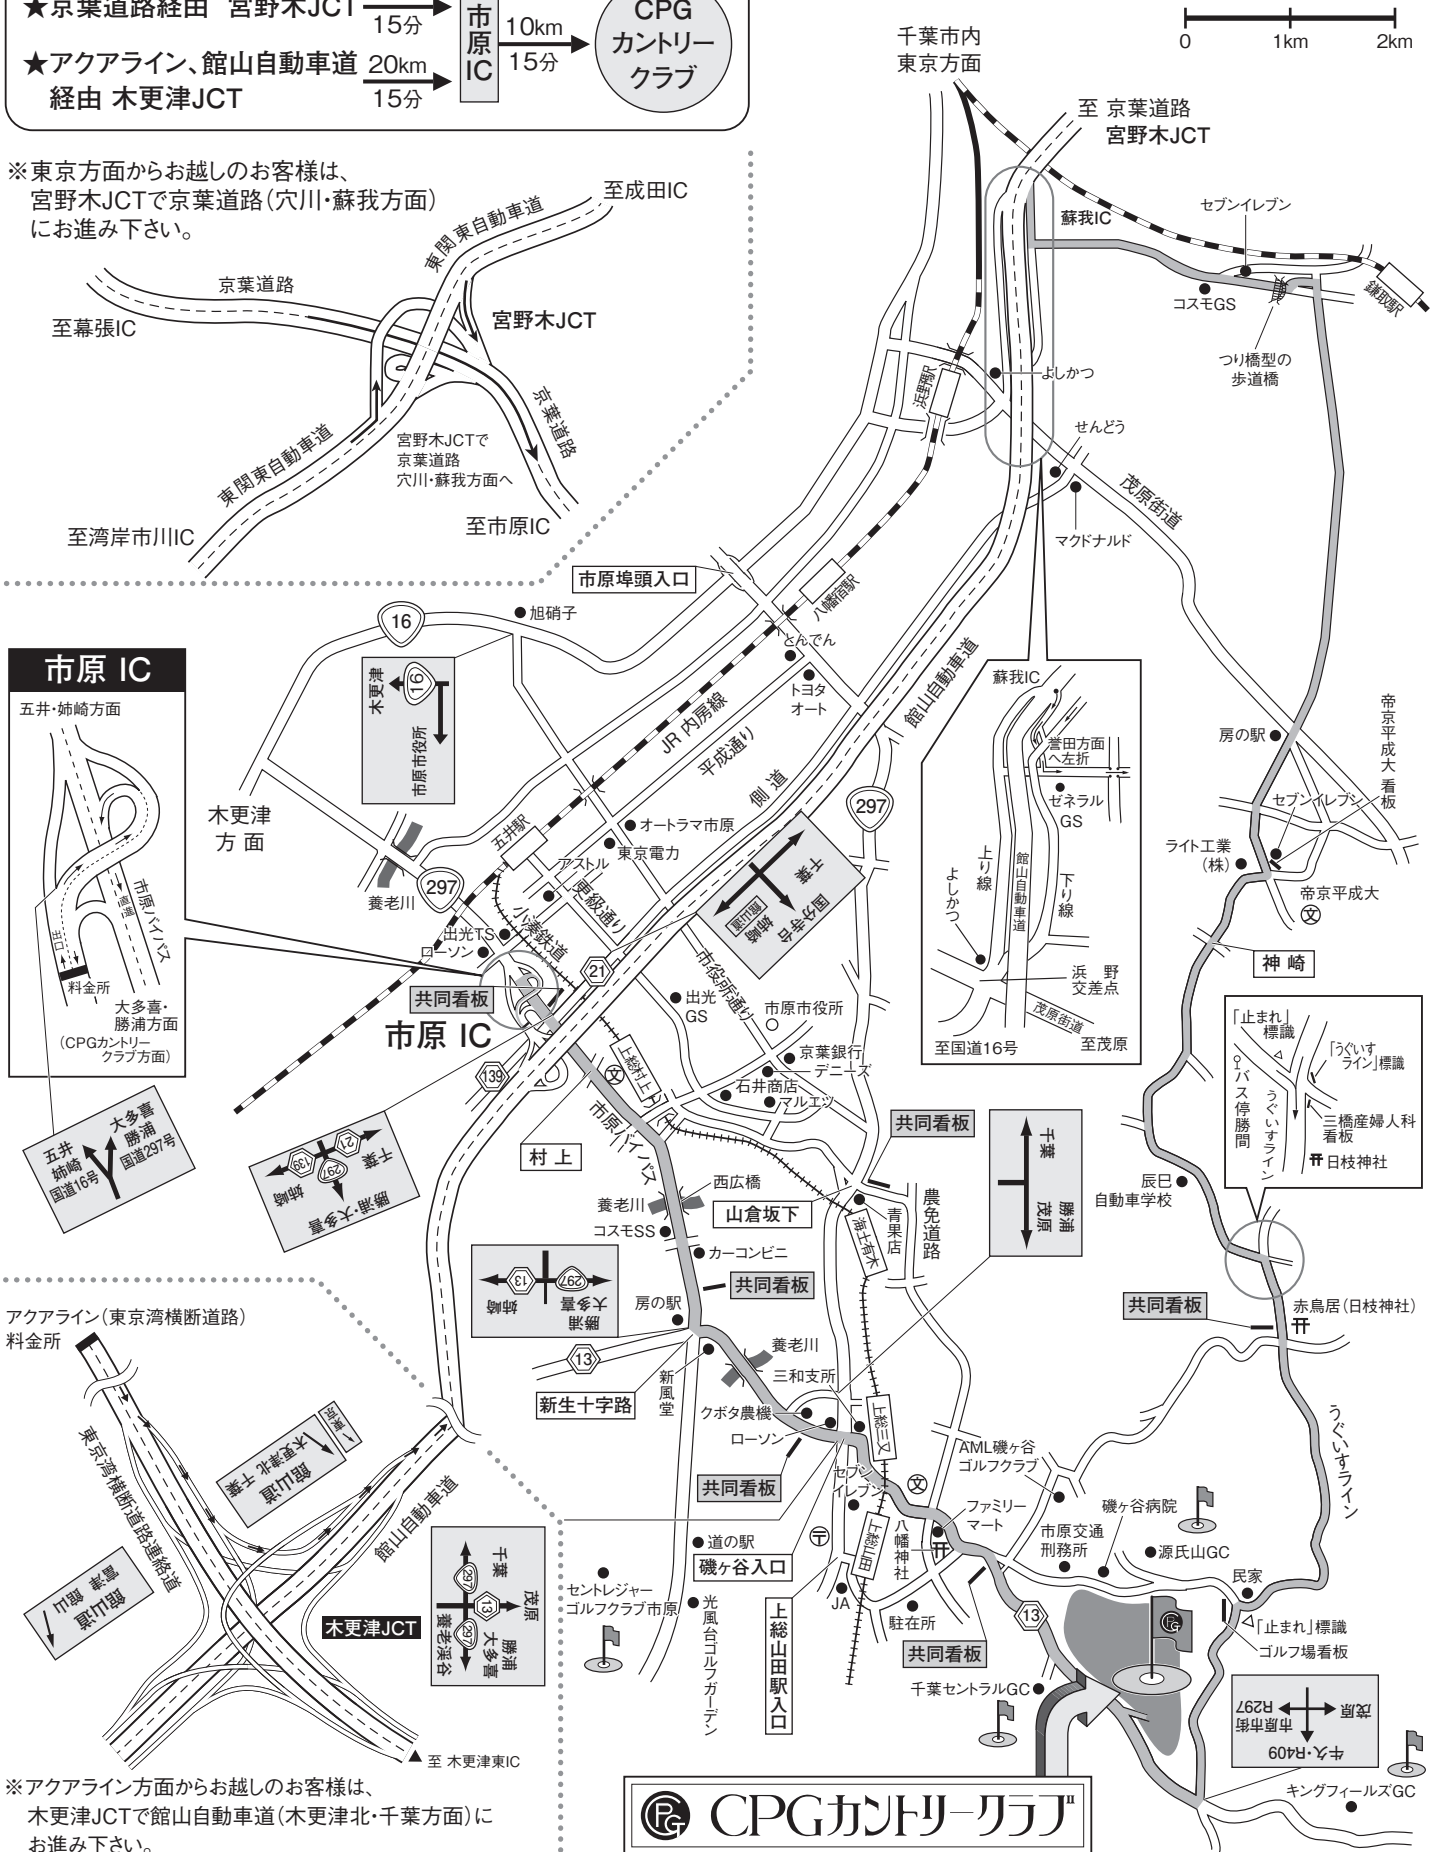 ★京葉道路経由 宮野木JCT
15分
市原IC
10km
15分
CPG
カントリー
クラブ
★アクアライン、館山自動車道
経由 木更津JCT
20km
15分
0 1km 2km
※東京方面からお越しのお客様は、
宮野木JCTで京葉道路(穴川・蘇我方面)
にお進み下さい。
至成田IC
東関東自動車道
京葉道路
至幕張IC
宮野木JCT
京葉道路
宮野木JCTで
京葉道路
穴川・蘇我方面へ
東関東自動車道
至湾岸市川IC
至市原IC
千葉市内
東京方面
至 京葉道路
宮野木JCT
蘇我IC
セブンイレブン
コスモGS
鎌取駅
つり橋型の
歩道橋
浜野駅
よしかつ
せんどう
マクドナルド
茂原街道
市原埠頭入口
八幡宿駅
旭硝子
16
とんでん
トヨタ
オート
木更津
16
市原市役所
JR内房線
平成通り
側道
館山自動車道
297
木更津
方面
五井駅
オートラマ市原
東京電力
アストル
更級通り
297
養老川
小湊鉄道
出光TS
ローソン
共同看板
市原 IC
21
139
千葉
国分寺台
姉崎
館山道
市役所通り
出光
GS
市原市役所
京葉銀行
デニーズ
石井商店
マルエツ
上総村上
文
市原バイパス
村上
市原 IC
五井・姉崎方面
市原バイパス
直進
出口
料金所
大多喜・
勝浦方面
(CPGカントリー
クラブ方面)
五井
姉崎
国道16号
大多喜
勝浦
国道297号
千葉
21
139
297
姉崎
勝浦・大多喜
蘇我IC
誉田方面
へ左折
ゼネラル
GS
上り線
館山自動車道
下り線
よしかつ
浜野
交差点
茂原街道
至国道16号
至茂原
房の駅
帝京平成大看板
セブンイレブン
ライト工業
(株)
帝京平成大
文
神崎
「止まれ」
標識
「うぐいす
ライン」標識
バス停勝間
うぐいすライン
三橋産婦人科
看板
日枝神社
辰巳
自動車学校
共同看板
赤鳥居(日枝神社)
うぐいすライン
共同看板
千葉
勝浦
茂原
西広橋
養老川
コスモSS
山倉坂下
青果店
農免道路
海士有木
カーコンビニ
共同看板
房の駅
13
297
姉崎
大多喜
勝浦
13
新生十字路
新風堂
養老川
三和支所
クボタ農機
ローソン
上総三又
共同看板
セブン
イレブン
文
AML磯ヶ谷
ゴルフクラブ
ファミリー
マート
八幡神社
市原交通
刑務所
磯ヶ谷病院
源氏山GC
民家
「止まれ」標識
ゴルフ場看板
道の駅
磯ヶ谷入口
セントレジャー
ゴルフクラブ市原
光風台ゴルフガーデン
〒
JA
上総山田
上総山田駅入口
駐在所
共同看板
13
千葉セントラルGC
茂原
R297
市原市街
牛久・R409
キングフィールズGC
アクアライン(東京湾横断道路)
料金所
東京湾横断道路連絡道
東京
館山道
木更津北 千葉
館山自動車道
館山道
富津 館山
木更津JCT
千葉
297
13
茂原
297
勝浦
大多喜
養老渓谷
至 木更津東IC
※アクアライン方面からお越しのお客様は、
木更津JCTで館山自動車道(木更津北・千葉方面)に
お進み下さい。
CPG CPGカントリークラブ